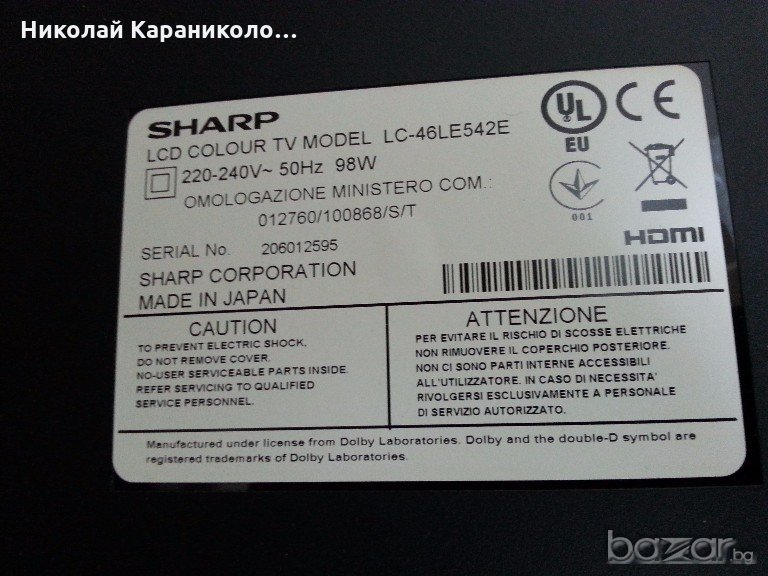 Николай Караниколо...
SHARP
LCD COLOUR TV MODEL LC-46LE542E
220-240V~ 50Hz 98W
OMOLOGAZIONE MINISTERO COM.:
012760/100868/S/T
SERIAL No. 206012595
SHARP CORPORATION
MADE IN JAPAN
UL
EU
CE
001
HDMI
CAUTION
TO PREVENT ELECTRIC SHOCK,
DO NOT REMOVE COVER.
NO-USER SERVICEABLE PARTS INSIDE.
REFER SERVICING TO QUALIFIED
SERVICE PERSONNEL.
ATTENZIONE
PER EVITARE IL RISCHIO DI SCOSSE ELETTRICHE
NON RIMUOVERE IL COPERCHIO POSTERIORE.
NON CI SONO PARTI INTERNE ACCESSIBILI
ALL'UTILIZZATORE. IN CASO DI NECESSITA'
RIVOLGERSI ESCLUSIVAMENTE A PERSONALE
DI SERVIZIO AUTORIZZATO.
Manufactured under license from Dolby Laboratories. Dolby and the double-D symbol are
registered trademarks of Dolby Laboratories.
bazar.bg